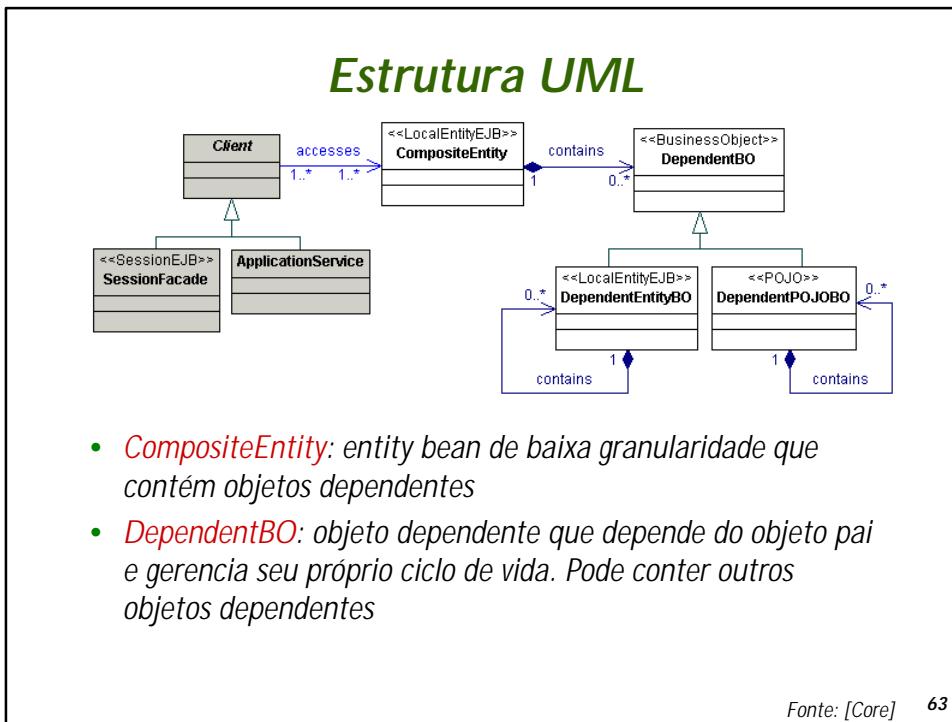 Estrutura UML
Client
accesses
1..*
1..*
<<LocalEntityEJB>>
CompositeEntity
contains
1
0..*
<<BusinessObject>>
DependentBO
<<SessionEJB>>
SessionFacade
ApplicationService
<<LocalEntityEJB>>
DependentEntityBO
0..*
1
contains
<<POJO>>
DependentPOJOBO
0..*
1
contains
• CompositeEntity: entity bean de baixa granularidade que
contém objetos dependentes
• DependentBO: objeto dependente que depende do objeto pai
e gerencia seu próprio ciclo de vida. Pode conter outros
objetos dependentes
Fonte: [Core] 63